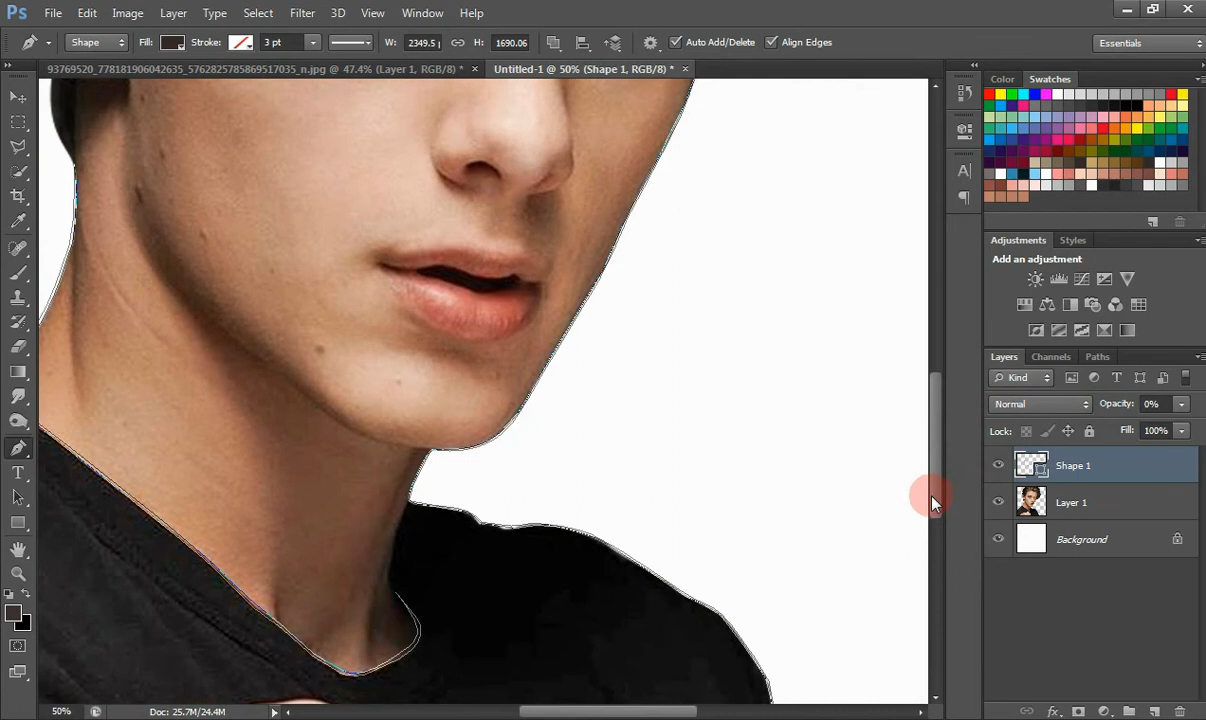 Ps File Edit Image Layer Type Select Filter 3D View Window Help
Shape Fill: Stroke: 3 pt W: 2349.5 H: 1690.06 Auto Add/Delete Align Edges Essentials
93769520_778181906042635_5762825785869517035_n.jpg @ 47.4% (Layer 1, RGB/8) * × Untitled-1 @ 50% (Shape 1, RGB/8) * ×
Color Swatches
Adjustments Styles
Add an adjustment
Layers Channels Paths
Kind
Normal Opacity: 0%
Lock: Fill: 100%
Shape 1
Layer 1
Background
50% Doc: 25.7M/24.4M